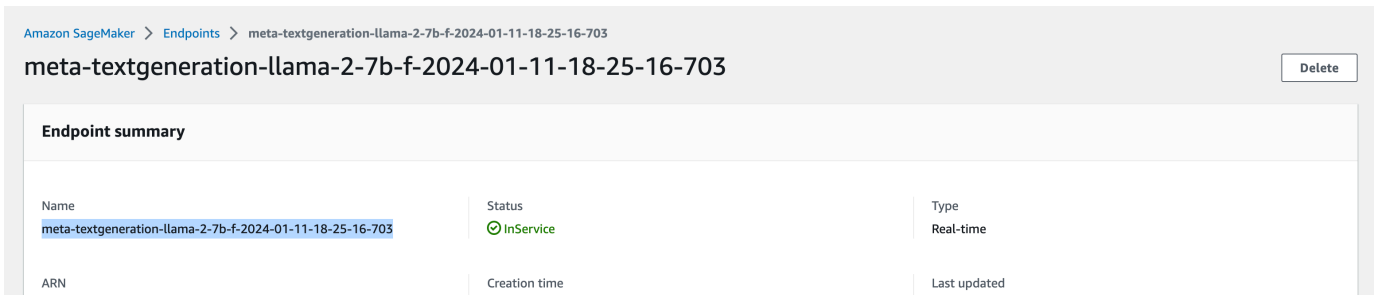 Amazon SageMaker > Endpoints > meta-textgeneration-llama-2-7b-f-2024-01-11-18-25-16-703
meta-textgeneration-llama-2-7b-f-2024-01-11-18-25-16-703
Delete
Endpoint summary
Name
meta-textgeneration-llama-2-7b-f-2024-01-11-18-25-16-703
Status
InService
Type
Real-time
ARN
Creation time
Last updated